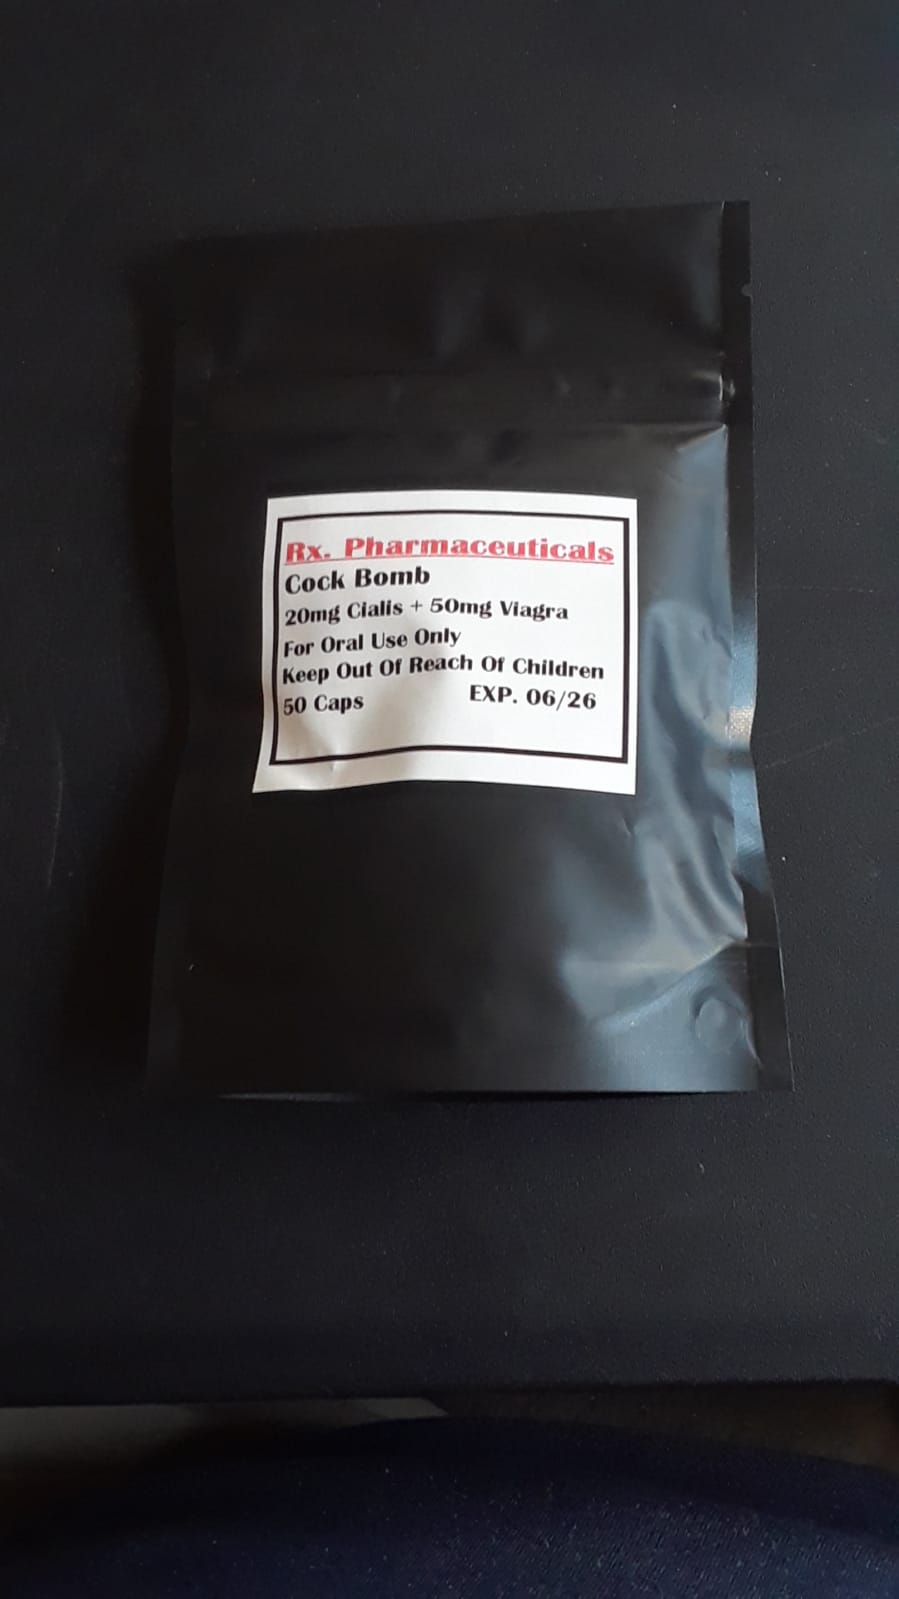 Rx. Pharmaceuticals
Cock Bomb
20mg Cialis + 50mg Viagra
For Oral Use Only
Keep Out Of Reach Of Children
50 Caps EXP. 06/26